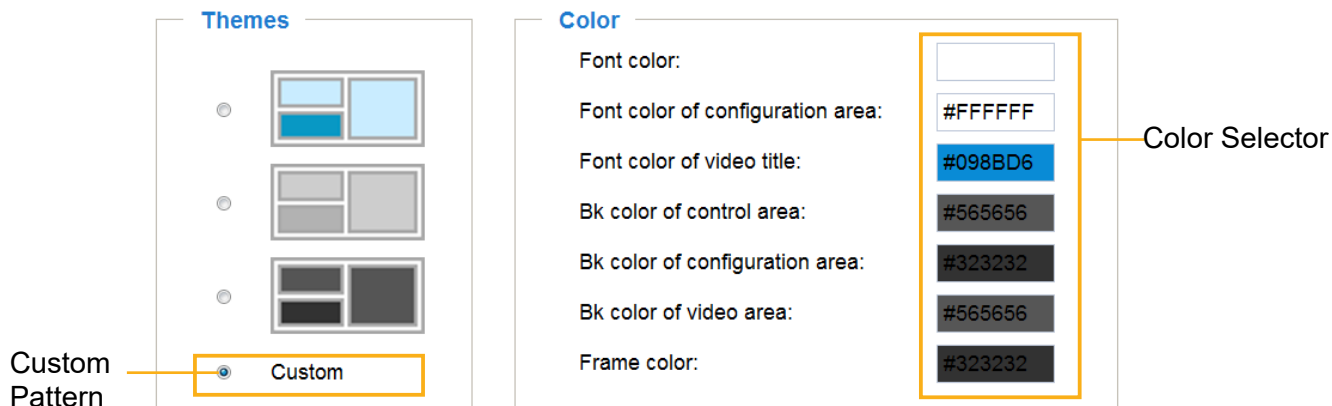 Themes
Custom
Custom
Pattern
Color
Font color:
Font color of configuration area: #FFFFFF
Font color of video title: #098BD6
Bk color of control area: #565656
Bk color of configuration area: #323232
Bk color of video area: #565656
Frame color: #323232
Color Selector